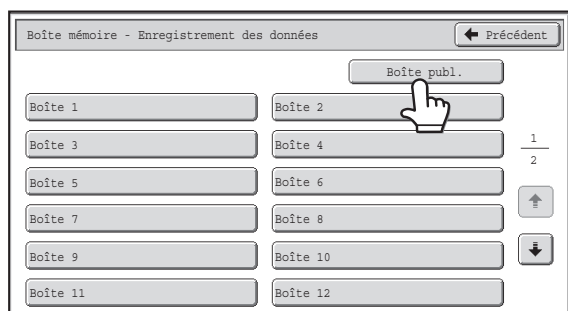 Boîte mémoire - Enregistrement des données
Précédent
Boîte publ.
Boîte 1
Boîte 2
Boîte 3
Boîte 4
1
2
Boîte 5
Boîte 6
Boîte 7
Boîte 8
Boîte 9
Boîte 10
Boîte 11
Boîte 12